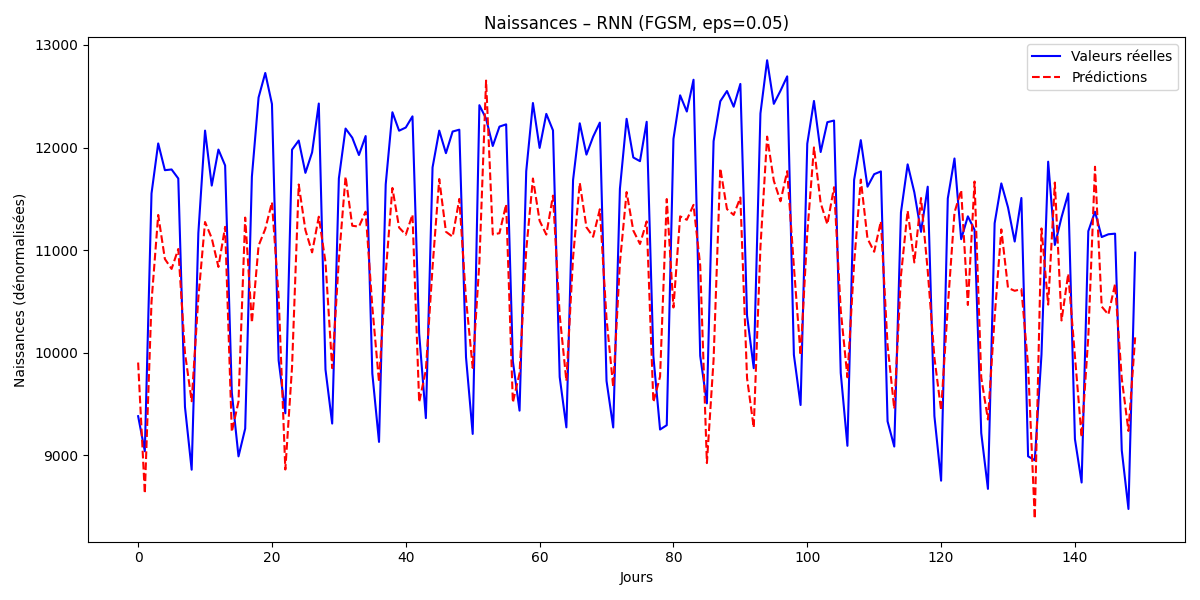 Naissances – RNN (FGSM, eps=0.05)
Valeurs réelles
Prédictions
Naissances (dénormalisées)
13000
12000
11000
10000
9000
0 20 40 60 80 100 120 140
Jours